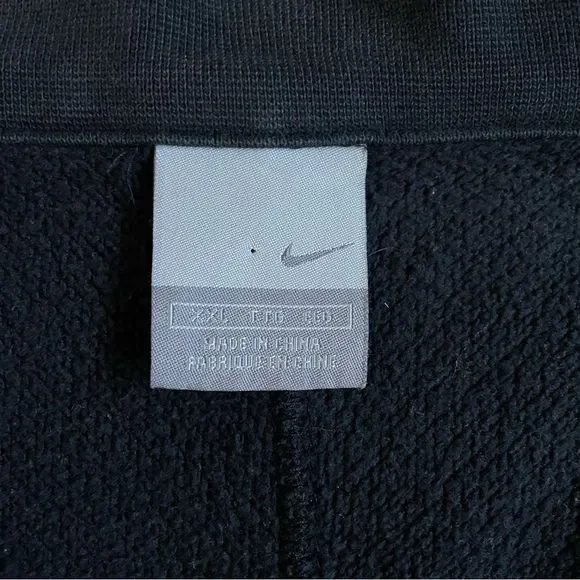 XXL TTG EEG
MADE IN CHINA
FABRIQUE EN CHINE